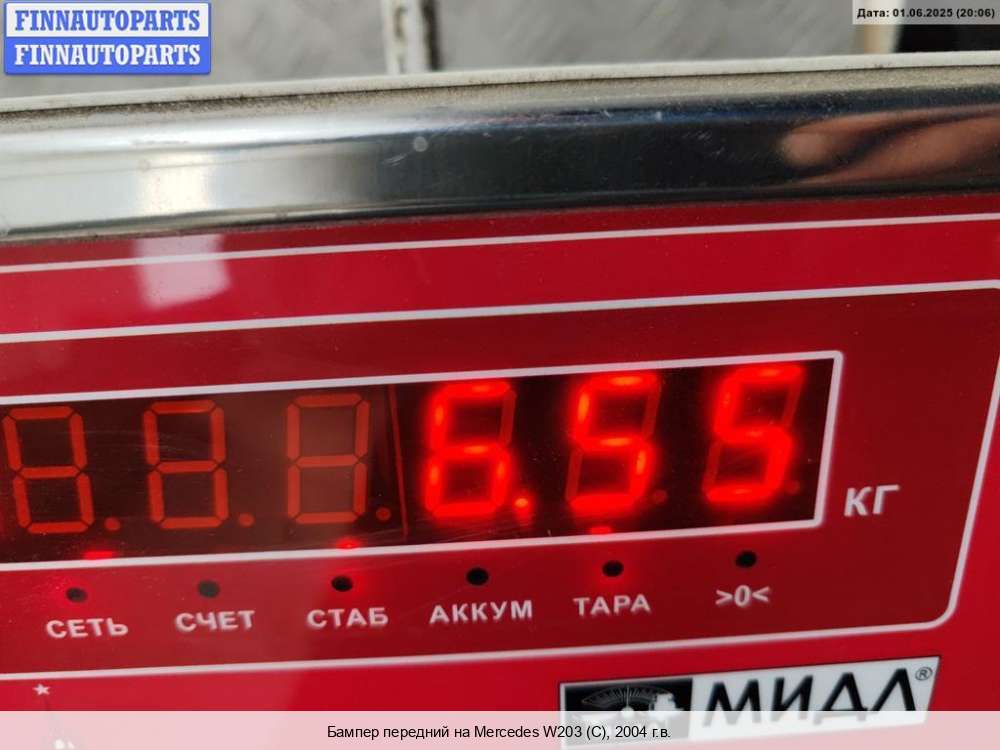 FINNAUTOPARTS
FINNAUTOPARTS
Дата: 01.06.2025 (20:06)
6.55
КГ
СЕТЬ СЧЕТ СТАБ АККУМ ТАРА >0<
МИДЛ®
Бампер передний на Mercedes W203 (C), 2004 г.в.